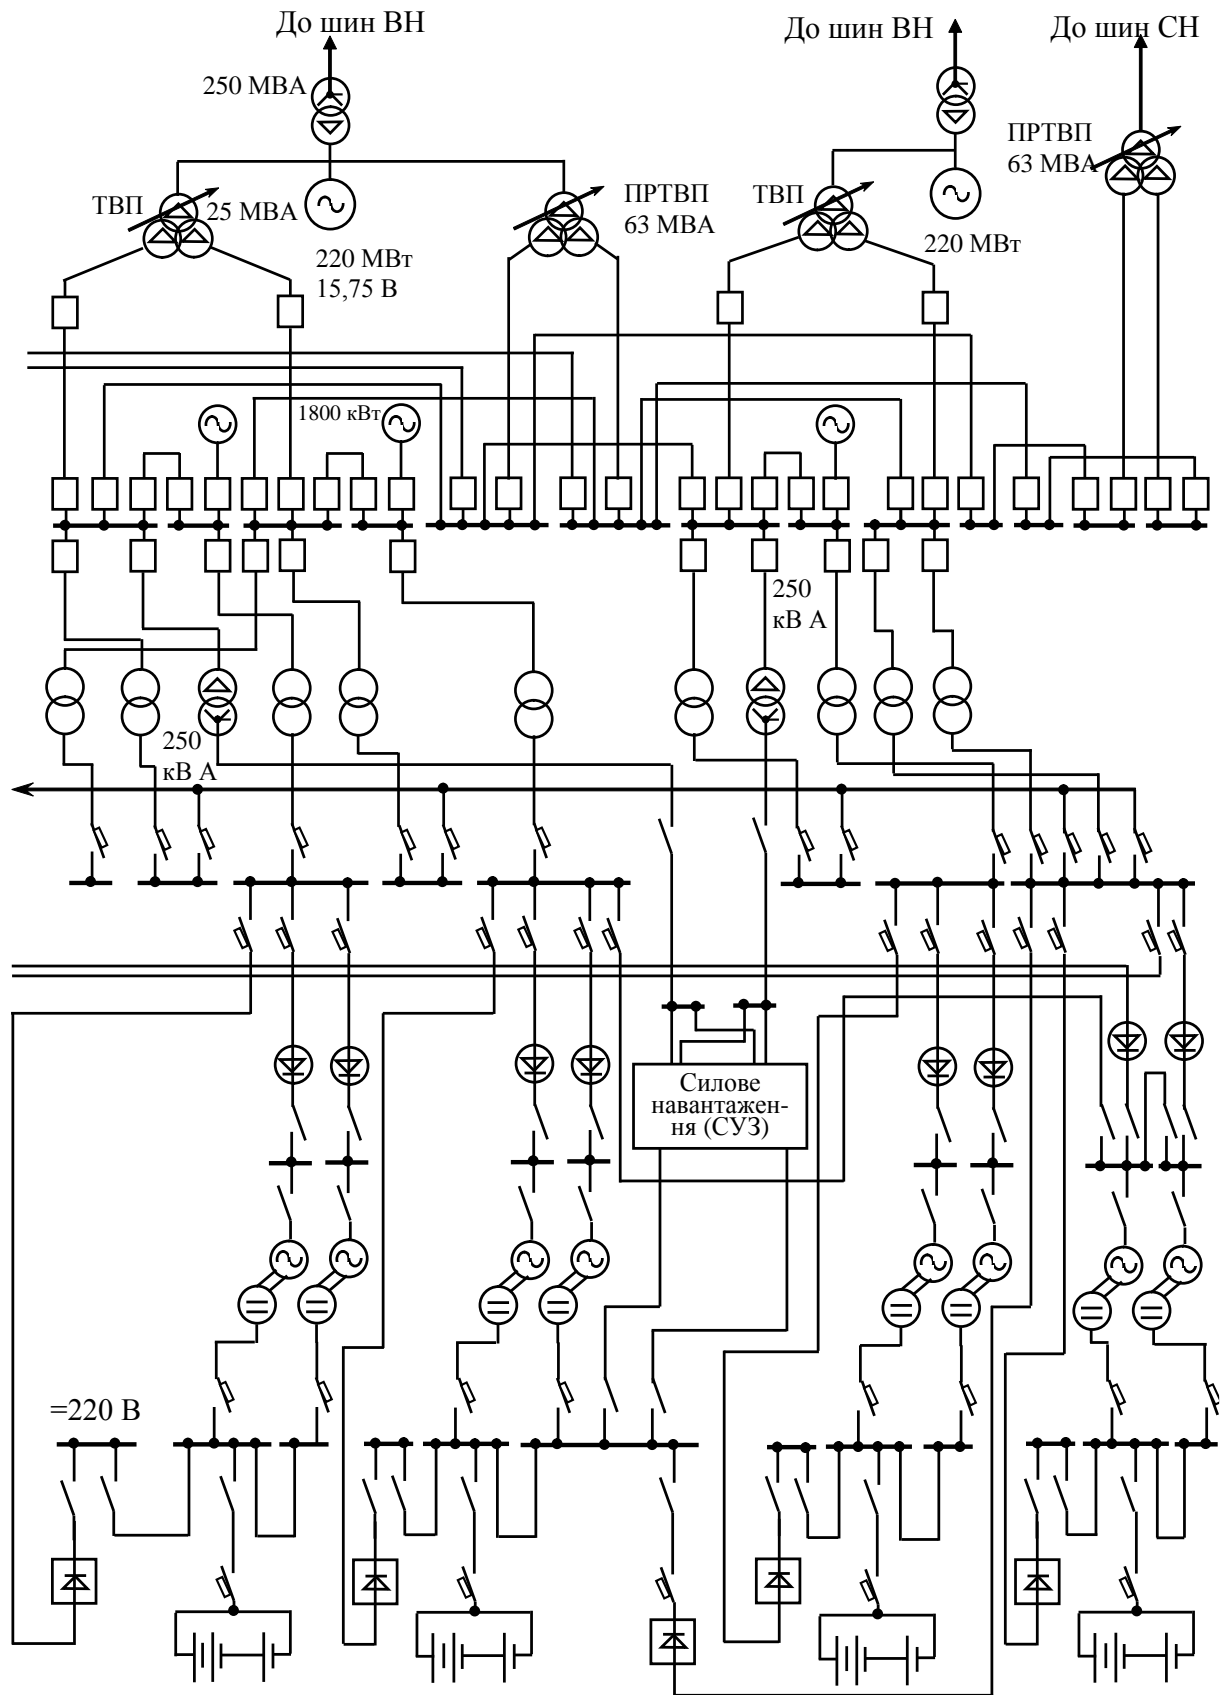 До шин ВН
До шин ВН
До шин СН
250 МВА
ПРТВП
63 МВА
ТВП
25 МВА
ПРТВП
63 МВА
ТВП
220 МВт
15,75 В
220 МВт
1800 кВт
250
кВ А
250
кВ А
Силове
навантажен-
ня (СУЗ)
=220 В